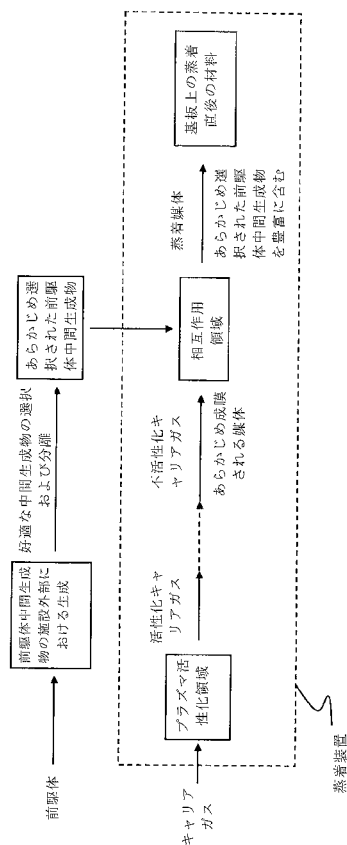 前駆体
前駆体中間生成
物の施設外部に
おける生成
好適な中間生成物の選択
および分離
あらかじめ選
択された前駆
体中間生成物
キャリア
ガス
プラズマ活
性化領域
活性化キャ
リアガス
不活性化キ
ャリアガス
あらかじめ成膜
される媒体
相互作用
領域
蒸着媒体
あらかじめ選
択された前駆
体中間生成物
を豊富に含む
基板上の蒸着
直後の材料
蒸着装置